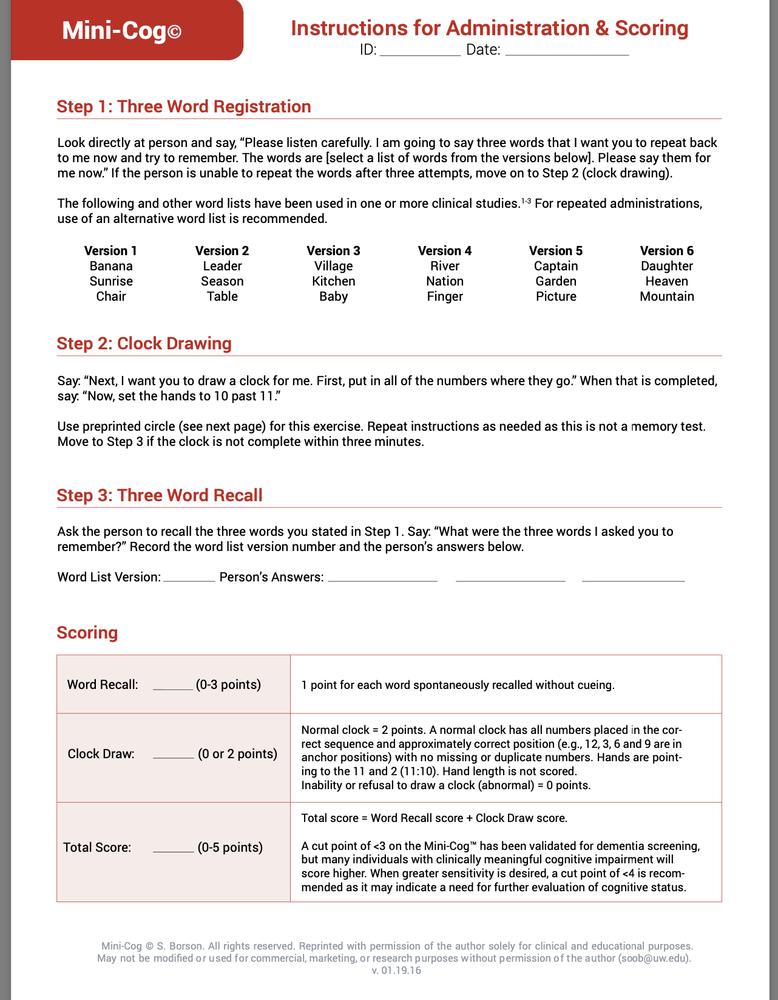 Mini-Cog©
Instructions for Administration & Scoring
ID: __________ Date: ________________
Step 1: Three Word Registration
Look directly at person and say, “Please listen carefully. I am going to say three words that I want you to repeat back
to me now and try to remember. The words are [select a list of words from the versions below]. Please say them for
me now.” If the person is unable to repeat the words after three attempts, move on to Step 2 (clock drawing).
The following and other word lists have been used in one or more clinical studies.1-3 For repeated administrations,
use of an alternative word list is recommended.
Version 1 Version 2 Version 3 Version 4 Version 5 Version 6
Banana Leader Village River Captain Daughter
Sunrise Season Kitchen Nation Garden Heaven
Chair Table Baby Finger Picture Mountain
Step 2: Clock Drawing
Say: “Next, I want you to draw a clock for me. First, put in all of the numbers where they go.” When that is completed,
say: “Now, set the hands to 10 past 11.”
Use preprinted circle (see next page) for this exercise. Repeat instructions as needed as this is not a memory test.
Move to Step 3 if the clock is not complete within three minutes.
Step 3: Three Word Recall
Ask the person to recall the three words you stated in Step 1. Say: “What were the three words I asked you to
remember?” Record the word list version number and the person’s answers below.
Word List Version: _______ Person’s Answers: _______________ _______________ ______________
Scoring
Word Recall: ______ (0-3 points)
1 point for each word spontaneously recalled without cueing.
Clock Draw: ______ (0 or 2 points)
Normal clock = 2 points. A normal clock has all numbers placed in the cor-
rect sequence and approximately correct position (e.g., 12, 3, 6 and 9 are in
anchor positions) with no missing or duplicate numbers. Hands are point-
ing to the 11 and 2 (11:10). Hand length is not scored.
Inability or refusal to draw a clock (abnormal) = 0 points.
Total Score: ______ (0-5 points)
Total score = Word Recall score + Clock Draw score.
A cut point of <3 on the Mini-Cog™ has been validated for dementia screening,
but many individuals with clinically meaningful cognitive impairment will
score higher. When greater sensitivity is desired, a cut point of <4 is recom-
mended as it may indicate a need for further evaluation of cognitive status.
Mini-Cog © S. Borson. All rights reserved. Reprinted with permission of the author solely for clinical and educational purposes.
May not be modified or used for commercial, marketing, or research purposes without permission of the author (soob@uw.edu).
v. 01.19.16